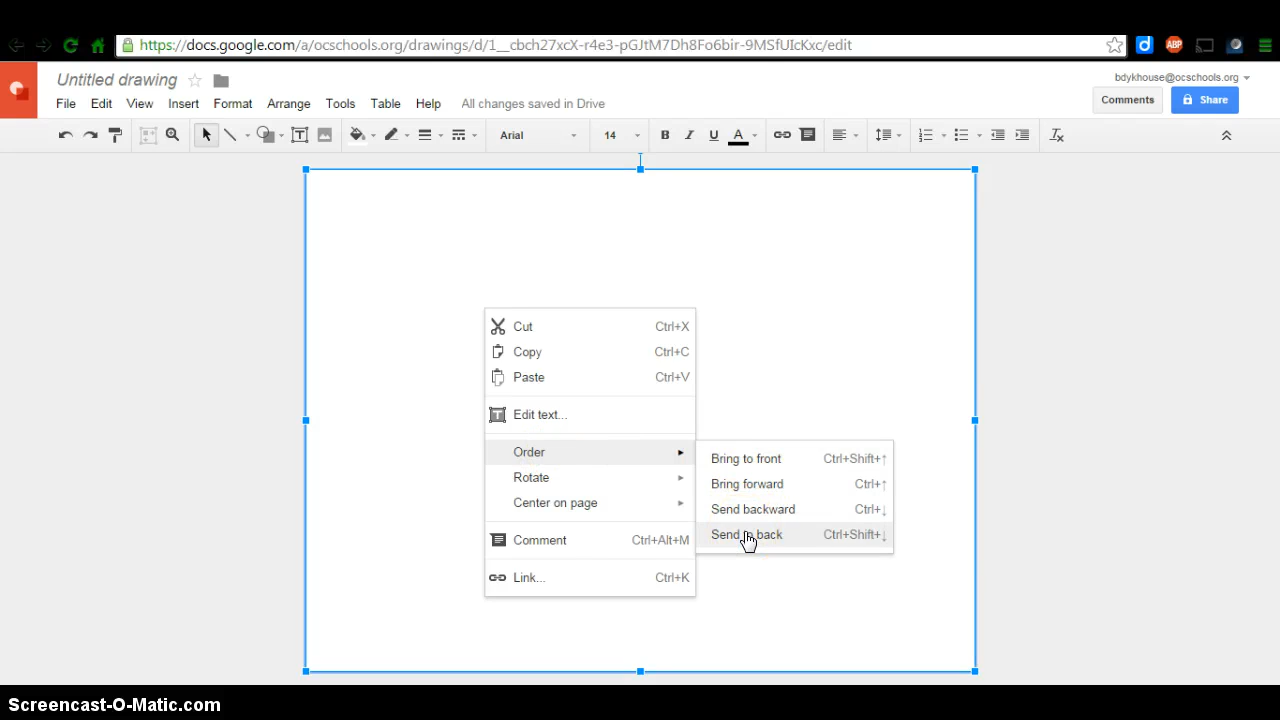 https://docs.google.com/a/ocschools.org/drawings/d/1__cbch27xcX-r4e3-pGJtM7Dh8Fo6bir-9MSfUIcKxc/edit
ABP
Untitled drawing
bdykhouse@ocschools.org
File Edit View Insert Format Arrange Tools Table Help All changes saved in Drive
Comments Share
Arial 14 B I U A
Cut Ctrl+X
Copy Ctrl+C
Paste Ctrl+V
Edit text...
Order
Rotate
Center on page
Comment Ctrl+Alt+M
Link... Ctrl+K
Bring to front Ctrl+Shift+↑
Bring forward Ctrl+↑
Send backward Ctrl+↓
Send to back Ctrl+Shift+↓
Screencast-O-Matic.com